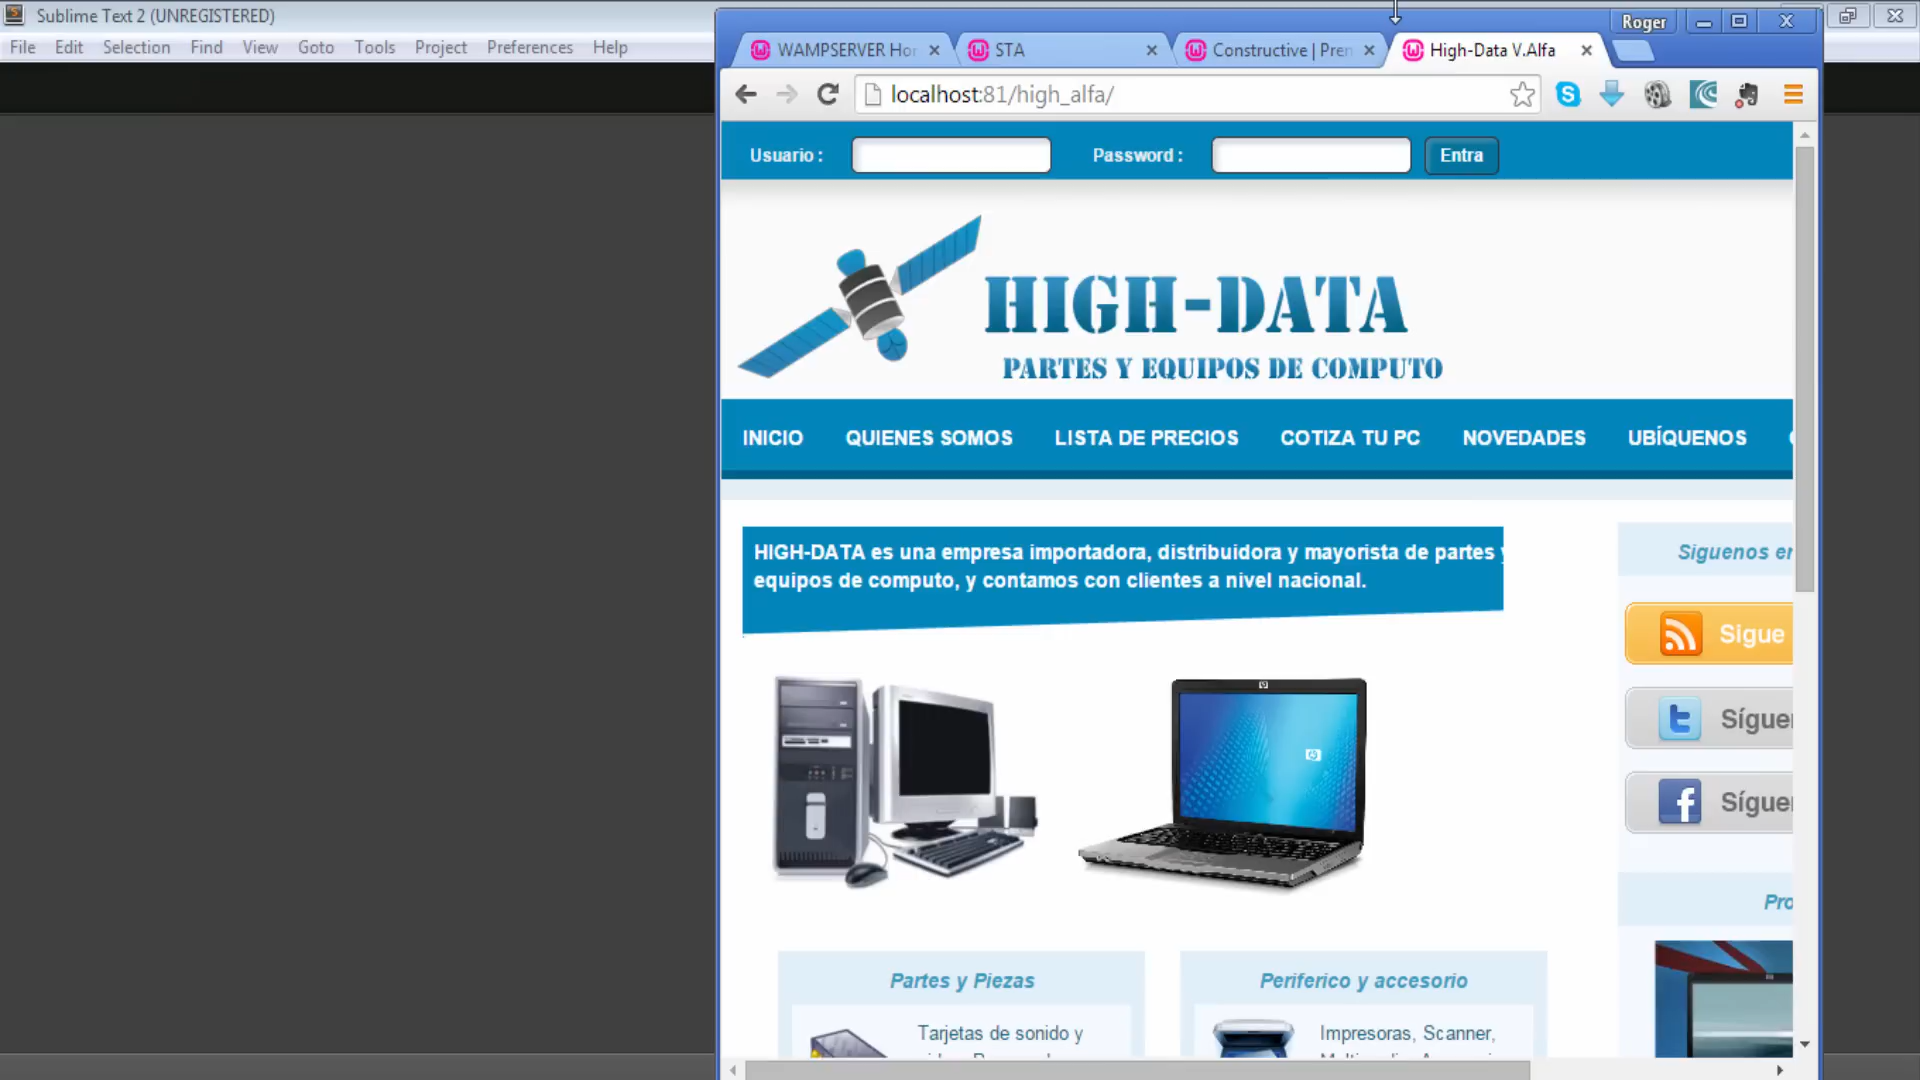 Sublime Text 2 (UNREGISTERED)
File Edit Selection Find View Goto Tools Project Preferences Help
Roger
WAMPSERVER Hor
STA
Constructive | Pren
High-Data V.Alfa
localhost:81/high_alfa/
Usuario :
Password :
Entra
HIGH-DATA
PARTES Y EQUIPOS DE COMPUTO
INICIO QUIENES SOMOS LISTA DE PRECIOS COTIZA TU PC NOVEDADES UBÍQUENOS
HIGH-DATA es una empresa importadora, distribuidora y mayorista de partes y
equipos de computo, y contamos con clientes a nivel nacional.
Siguenos en
Sigue
Síguen
Síguen
Pro
Partes y Piezas
Tarjetas de sonido y
Periferico y accesorio
Impresoras, Scanner,